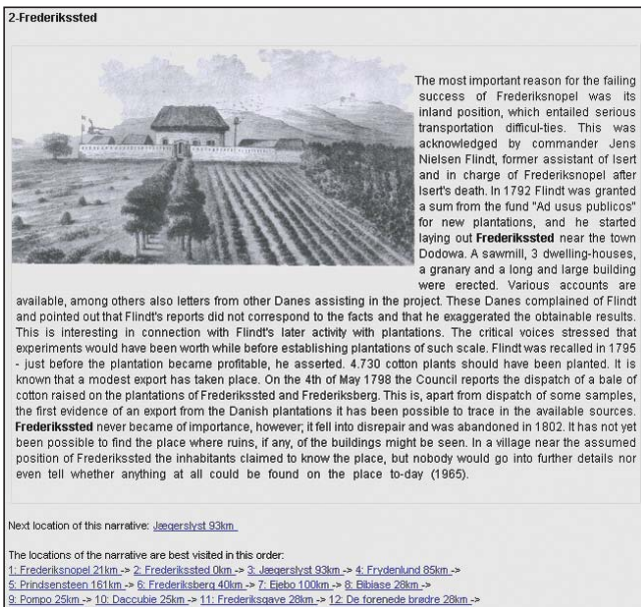 2-Frederikssted
The most important reason for the failing
success of Frederiksnopel was its
inland position, which entailed serious
transportation difficul-ties. This was
acknowledged by commander Jens
Nielsen Flindt, former assistant of Isert
and in charge of Frederiksnopel after
Isert's death. In 1792 Flindt was granted
a sum from the fund "Ad usus publicos"
for new plantations, and he started
laying out Frederikssted near the town
Dodowa. A sawmill, 3 dwelling-houses,
a granary and a long and large building
were erected. Various accounts are
available, among others also letters from other Danes assisting in the project. These Danes complained of Flindt
and pointed out that Flindt's reports did not correspond to the facts and that he exaggerated the obtainable results.
This is interesting in connection with Flindt's later activity with plantations. The critical voices stressed that
experiments would have been worth while before establishing plantations of such scale. Flindt was recalled in 1795
- just before the plantation became profitable, he asserted. 4.730 cotton plants should have been planted. It is
known that a modest export has taken place. On the 4th of May 1798 the Council reports the dispatch of a bale of
cotton raised on the plantations of Frederikssted and Frederiksberg. This is, apart from dispatch of some samples,
the first evidence of an export from the Danish plantations it has been possible to trace in the available sources.
Frederikssted never became of importance, however; it fell into disrepair and was abandoned in 1802. It has not yet
been possible to find the place where ruins, if any, of the buildings might be seen. In a village near the assumed
position of Frederikssted the inhabitants claimed to know the place, but nobody would go into further details nor
even tell whether anything at all could be found on the place to-day (1965).
Next location of this narrative: Jægerslyst 93km
The locations of the narrative are best visited in this order:
1: Frederiksnopel 21km -> 2: Frederikssted 0km -> 3: Jægerslyst 93km -> 4: Frydenlund 85km ->
5: Prindsensteen 161km -> 6: Frederiksberg 40km -> 7: Ejebo 100km -> 8: Bibiase 28km ->
9: Pompo 25km -> 10: Daccubie 25km -> 11: Frederiksgave 28km -> 12: De forenede brødre 28km ->